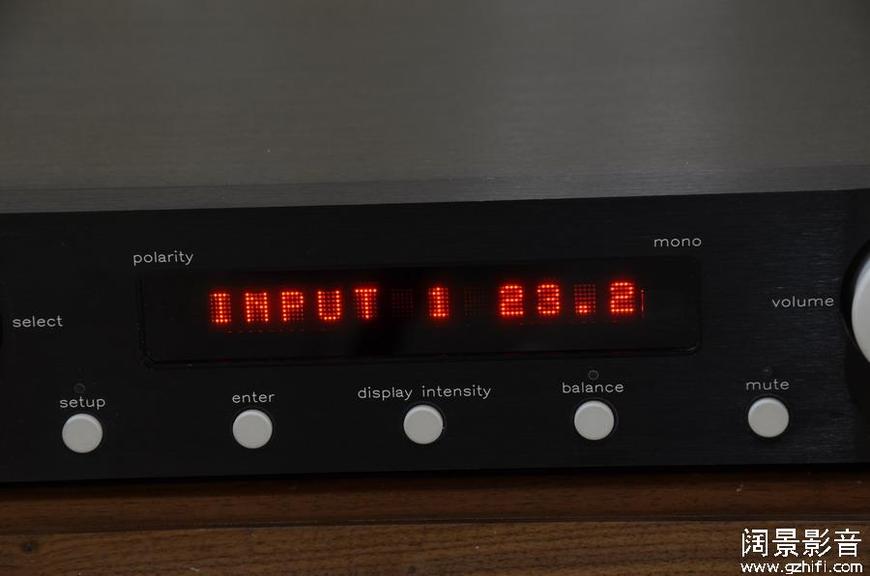 mono
polarity
INPUT 1 23.2
select
volume
setup
enter
display intensity
balance
mute
阔景影音
www.gzhifi.com